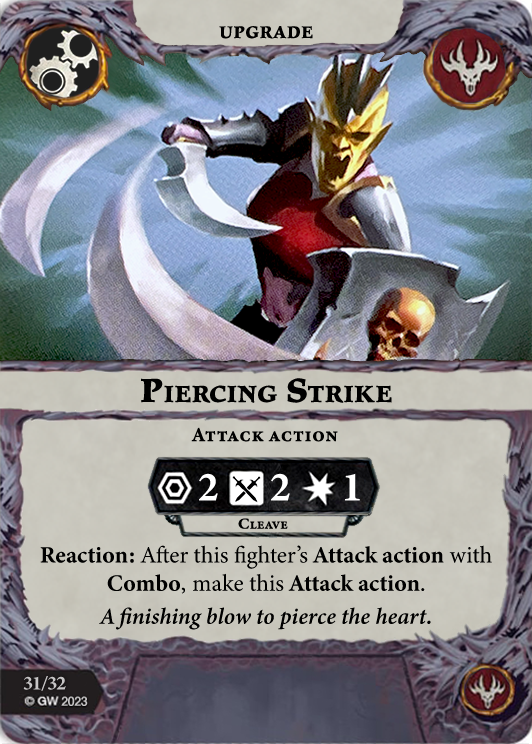 UPGRADE
Piercing Strike
Attack action
2 2 1
Cleave
Reaction: After this fighter's Attack action with
Combo, make this Attack action.
A finishing blow to pierce the heart.
31/32
© GW 2023